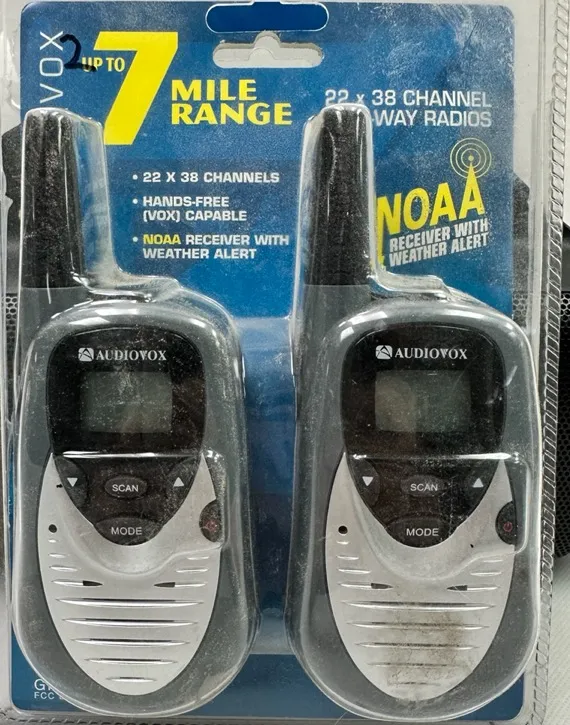 VOX
2
UP TO 7
MILE
RANGE
22 x 38 CHANNEL
-WAY RADIOS
• 22 X 38 CHANNELS
• HANDS-FREE
(VOX) CAPABLE
• NOAA RECEIVER WITH
WEATHER ALERT
NOAA
RECEIVER WITH
WEATHER ALERT
AUDIOVOX
AUDIOVOX
SCAN
MODE
SCAN
MODE
FCC